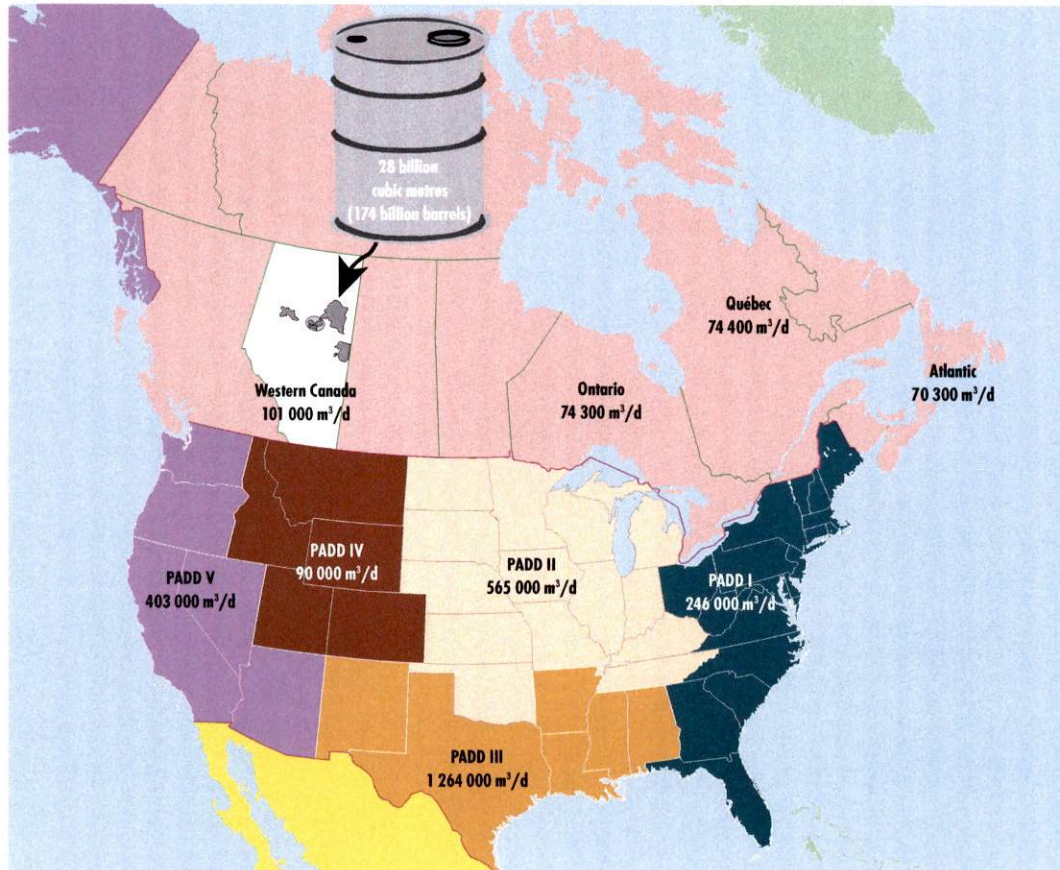 28 billion
cubic metres
(174 billion barrels)
Québec
74 400 m³/d
Atlantic
70 300 m³/d
Western Canada
101 000 m³/d
Ontario
74 300 m³/d
PADD V
403 000 m³/d
PADD IV
90 000 m³/d
PADD II
565 000 m³/d
PADD I
246 000 m³/d
PADD III
1 264 000 m³/d